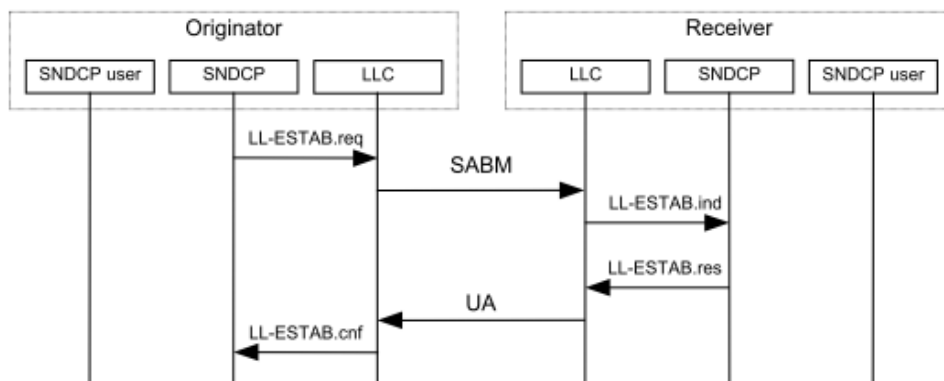 Originator
Receiver
SNDCP user
SNDCP
LLC
LLC
SNDCP
SNDCP user
LL-ESTAB.req
SABM
LL-ESTAB.ind
LL-ESTAB.res
UA
LL-ESTAB.cnf